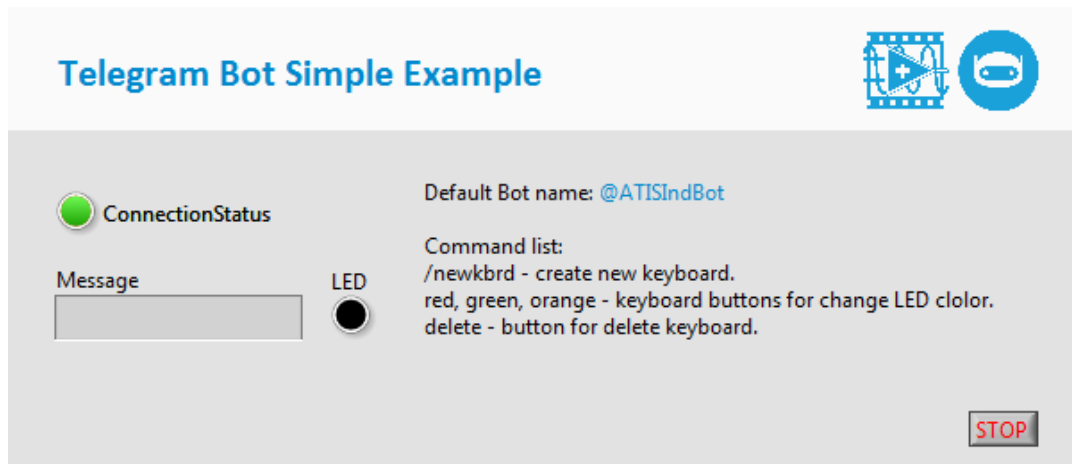 Telegram Bot Simple Example
ConnectionStatus
Message
LED
Default Bot name: @ATISIndBot
Command list:
/newkbrd - create new keyboard.
red, green, orange - keyboard buttons for change LED clolor.
delete - button for delete keyboard.
STOP